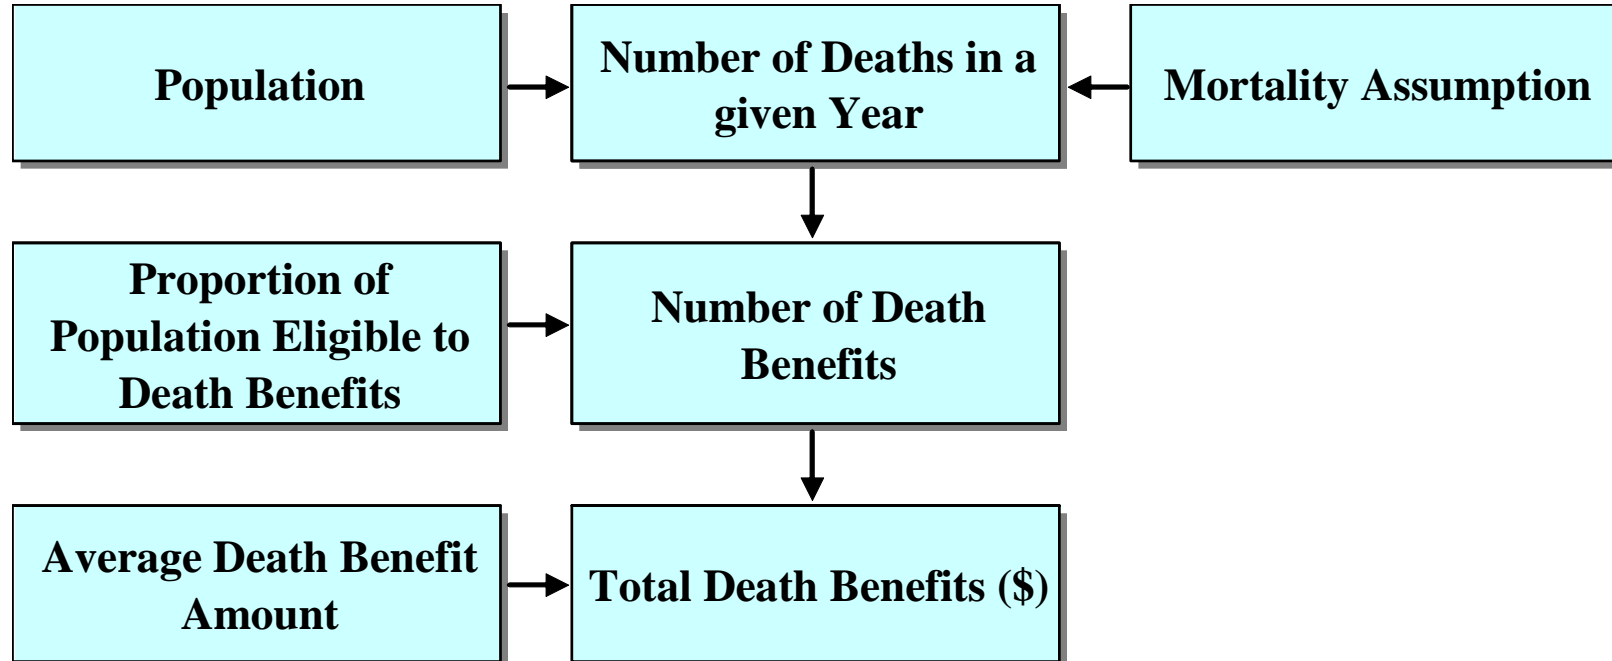 Population
Number of Deaths in a
given Year
Mortality Assumption
Proportion of
Population Eligible to
Death Benefits
Number of Death
Benefits
Average Death Benefit
Amount
Total Death Benefits ($)